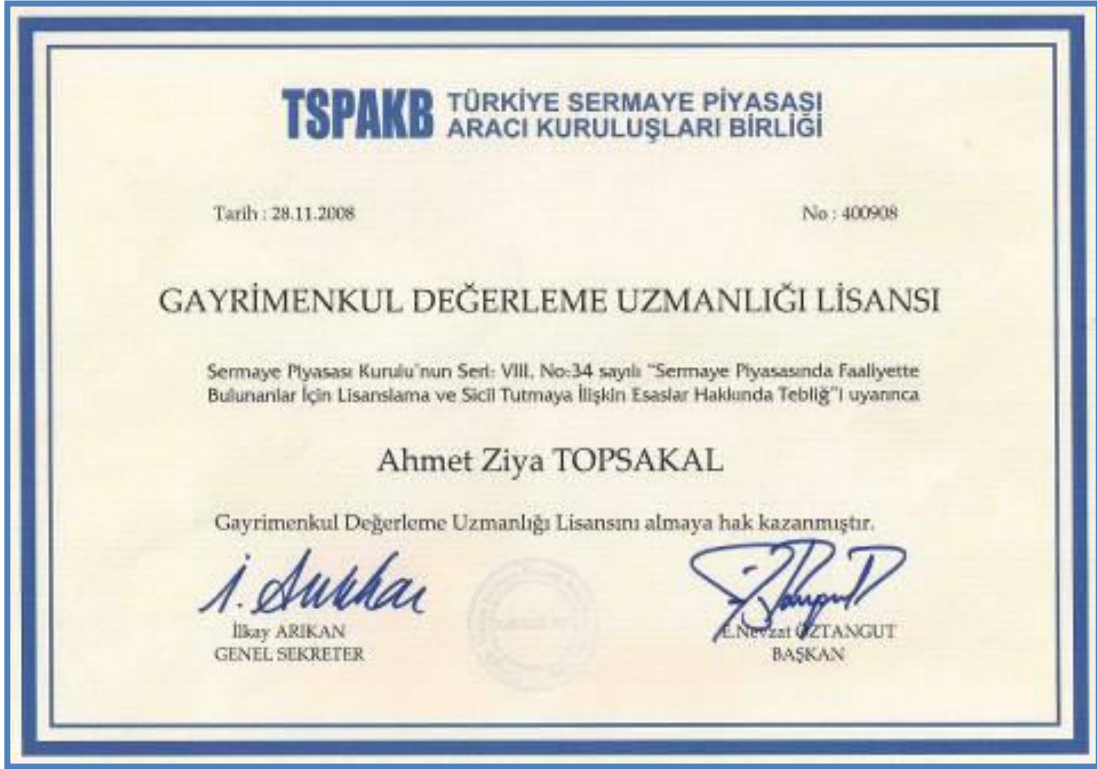 TSPAKB TÜRKİYE SERMAYE PİYASASI
ARACI KURULUŞLARI BİRLİĞİ
Tarih : 28.11.2008
No : 400908
GAYRİMENKUL DEĞERLEME UZMANLIĞI LİSANSI
Sermaye Piyasası Kurulu'nun Seri: VIII, No:34 sayılı "Sermaye Piyasasında Faaliyette
Bulunanlar İçin Lisanslama ve Sicil Tutmaya İlişkin Esaslar Hakkında Tebliğ"i uyarınca
Ahmet Ziya TOPSAKAL
Gayrimenkul Değerleme Uzmanlığı Lisansını almaya hak kazanmıştır.
İlkay ARIKAN
GENEL SEKRETER
E.Nevzat ÖZTANGUT
BAŞKAN